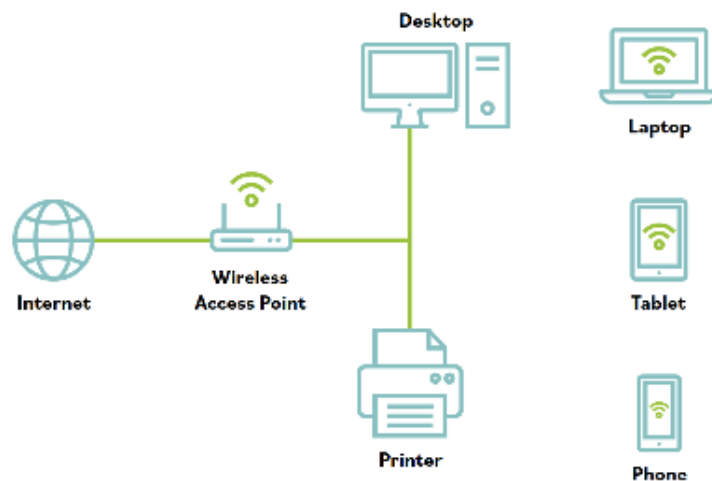 Desktop
Laptop
Internet
Wireless
Access Point
Tablet
Printer
Phone